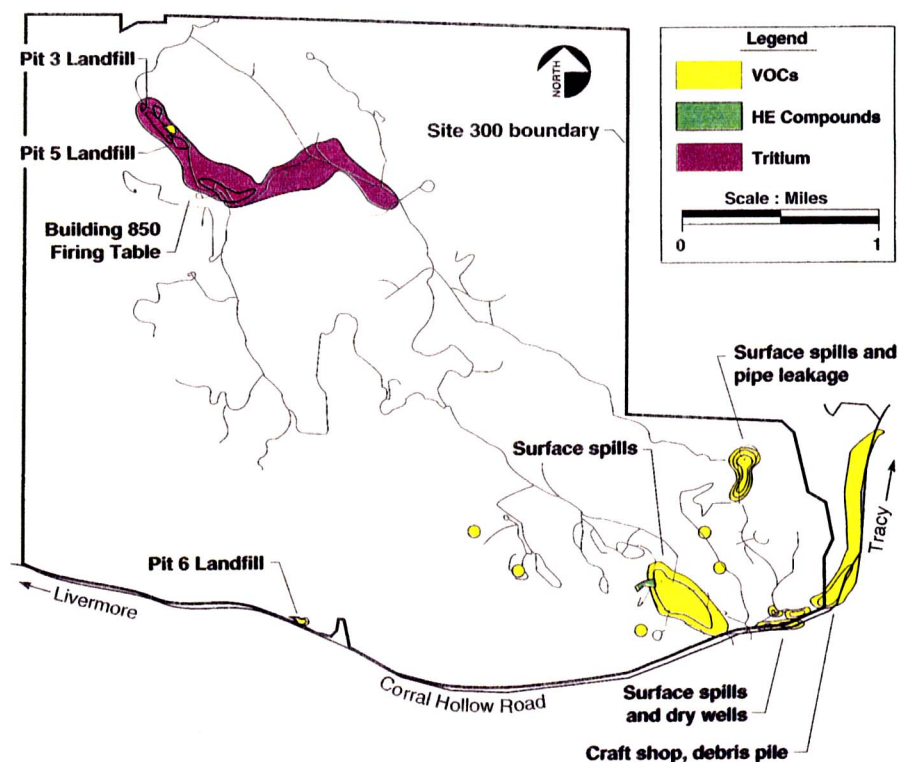 Pit 3 Landfill
Pit 5 Landfill
Building 850
Firing Table
NORTH
Site 300 boundary
Legend
VOCs
HE Compounds
Tritium
Scale : Miles
0
1
Surface spills and
pipe leakage
Surface spills
Tracy
Pit 6 Landfill
Livermore
Corral Hollow Road
Surface spills
and dry wells
Craft shop, debris pile